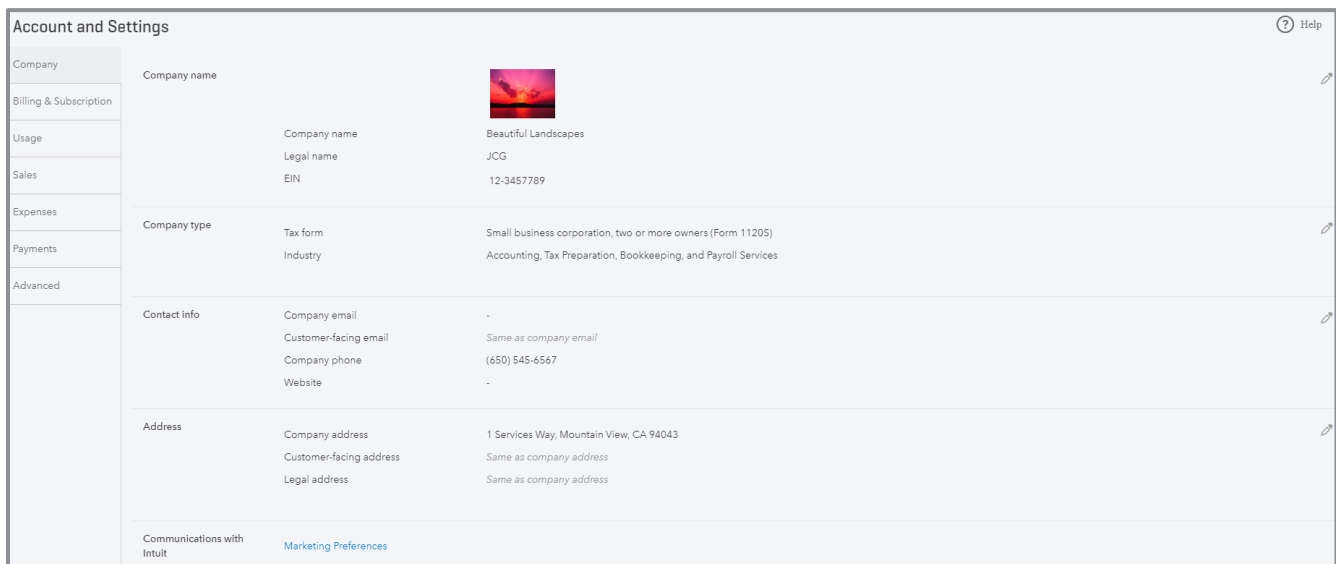 Account and Settings
? Help
Company
Billing & Subscription
Usage
Sales
Expenses
Payments
Advanced
Company name
Company name Beautiful Landscapes
Legal name JCG
EIN 12-3457789
Company type
Tax form Small business corporation, two or more owners (Form 1120S)
Industry Accounting, Tax Preparation, Bookkeeping, and Payroll Services
Contact info
Company email -
Customer-facing email Same as company email
Company phone (650) 545-6567
Website -
Address
Company address 1 Services Way, Mountain View, CA 94043
Customer-facing address Same as company address
Legal address Same as company address
Communications with
Intuit
Marketing Preferences